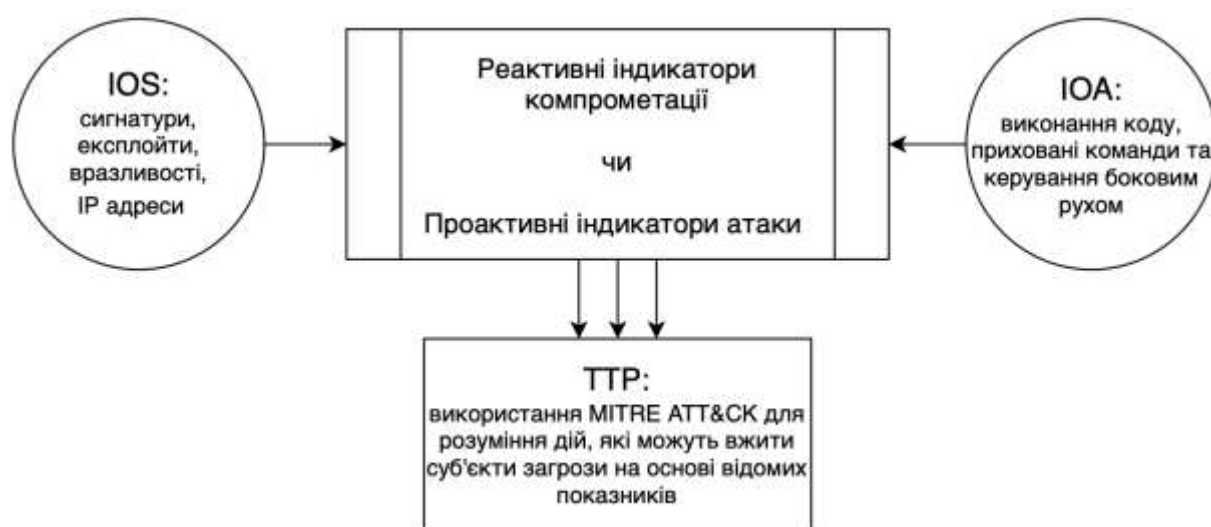 IOS:
сигнатури,
експлойти,
вразливості,
IP адреси
Реактивні індикатори
компрометації
чи
Проактивні індикатори атаки
IOA:
виконання коду,
приховані команди та
керування боковим
рухом
TTP:
використання MITRE ATT&CK для
розуміння дій, які можуть вжити
суб'єкти загрози на основі відомих
показників